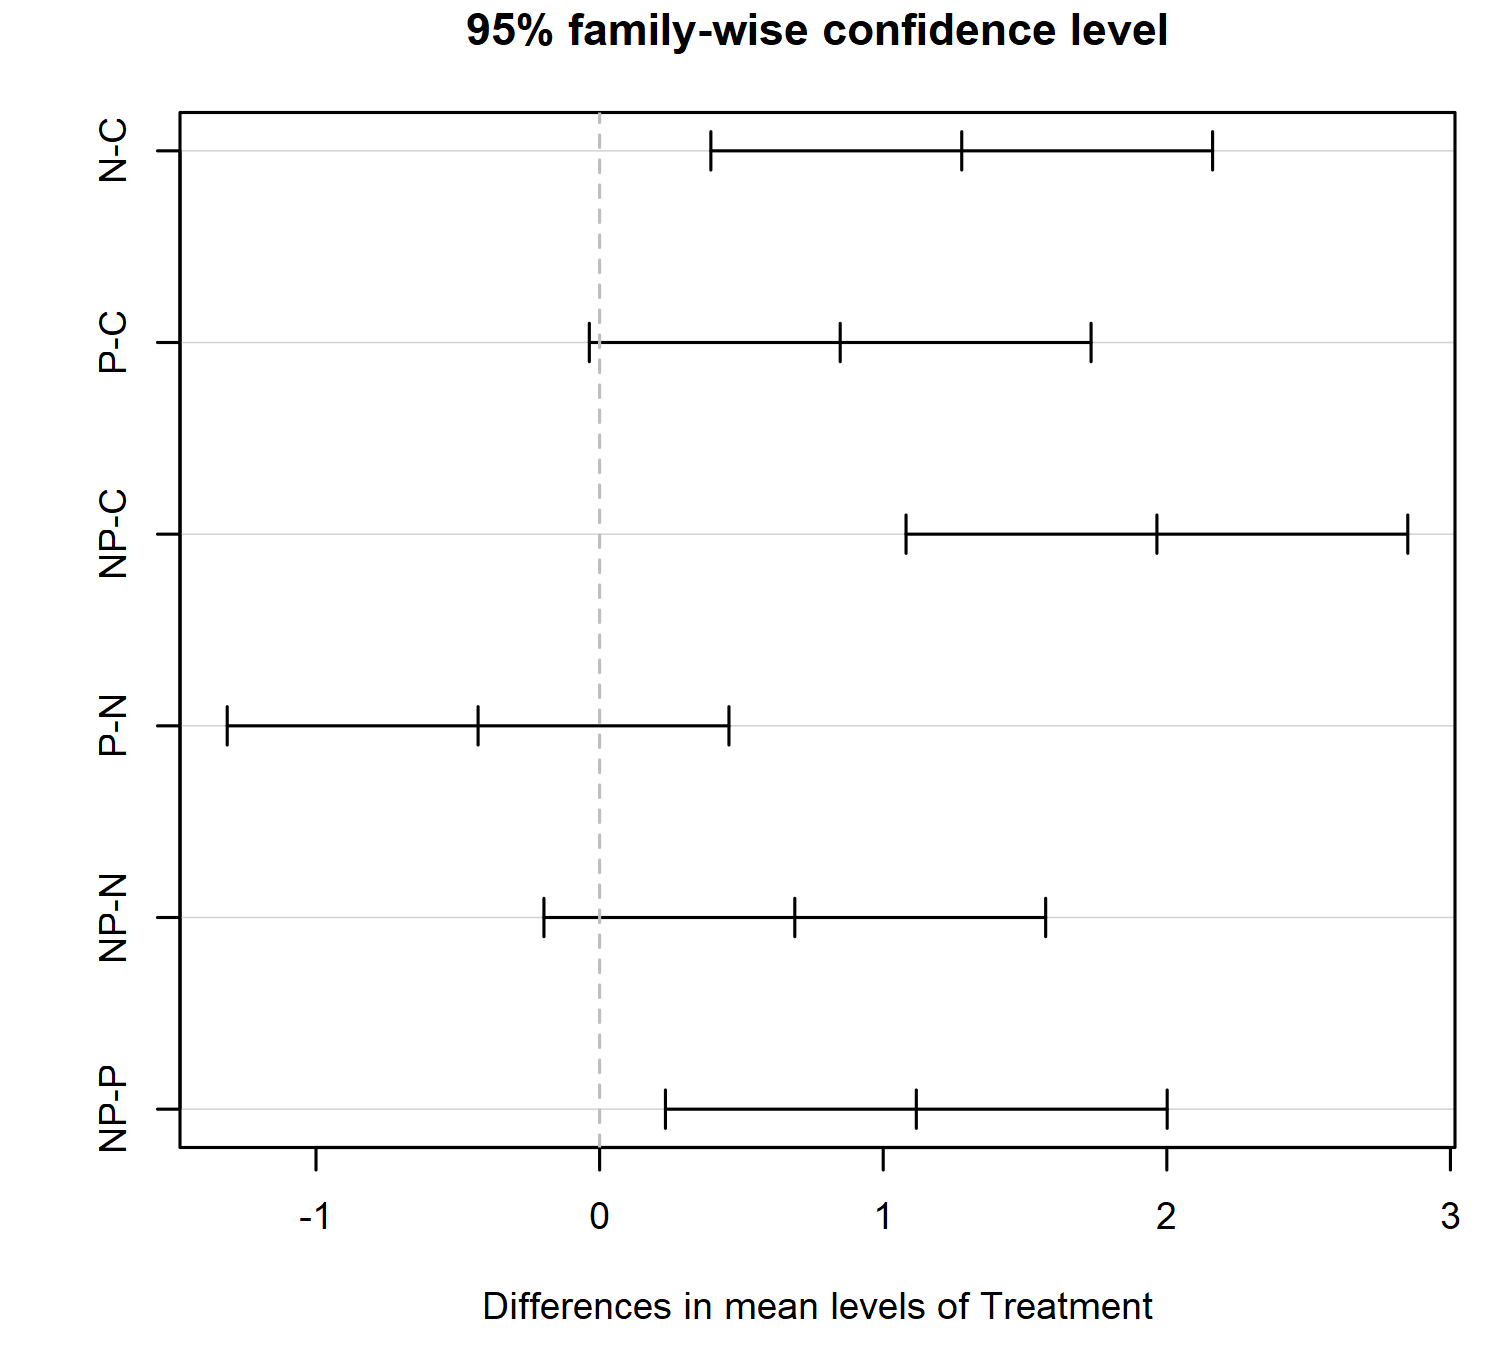 95% family-wise confidence level
N-C
P-C
NP-C
P-N
NP-N
NP-P
-1 0 1 2 3
Differences in mean levels of Treatment